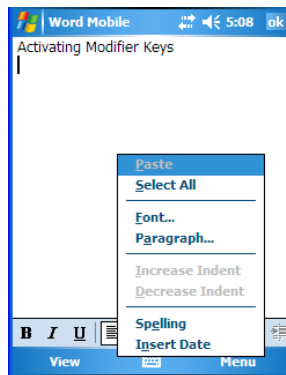 Word Mobile 5:08 ok
Activating Modifier Keys
Paste
Select All
Font...
Paragraph...
Increase Indent
Decrease Indent
Spelling
Insert Date
B I U
View Menu